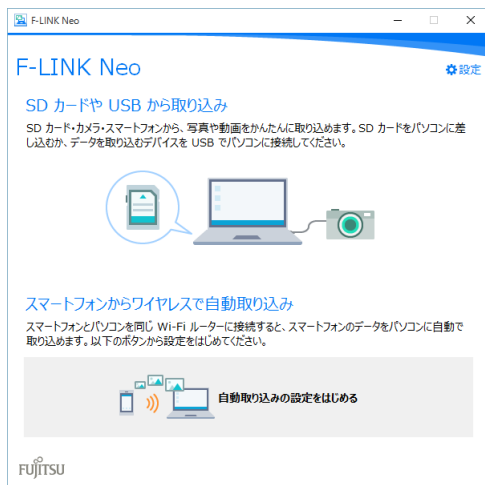 F-LINK Neo
F-LINK Neo
設定
SD カードや USB から取り込み
SD カード・カメラ・スマートフォンから、写真や動画をかんたんに取り込めます。SD カードをパソコンに差
し込むか、データを取り込むデバイスを USB でパソコンに接続してください。
スマートフォンからワイヤレスで自動取り込み
スマートフォンとパソコンを同じ Wi-Fi ルーターに接続すると、スマートフォンのデータをパソコンに自動で
取り込めます。以下のボタンから設定をはじめてください。
自動取り込みの設定をはじめる
FUJITSU